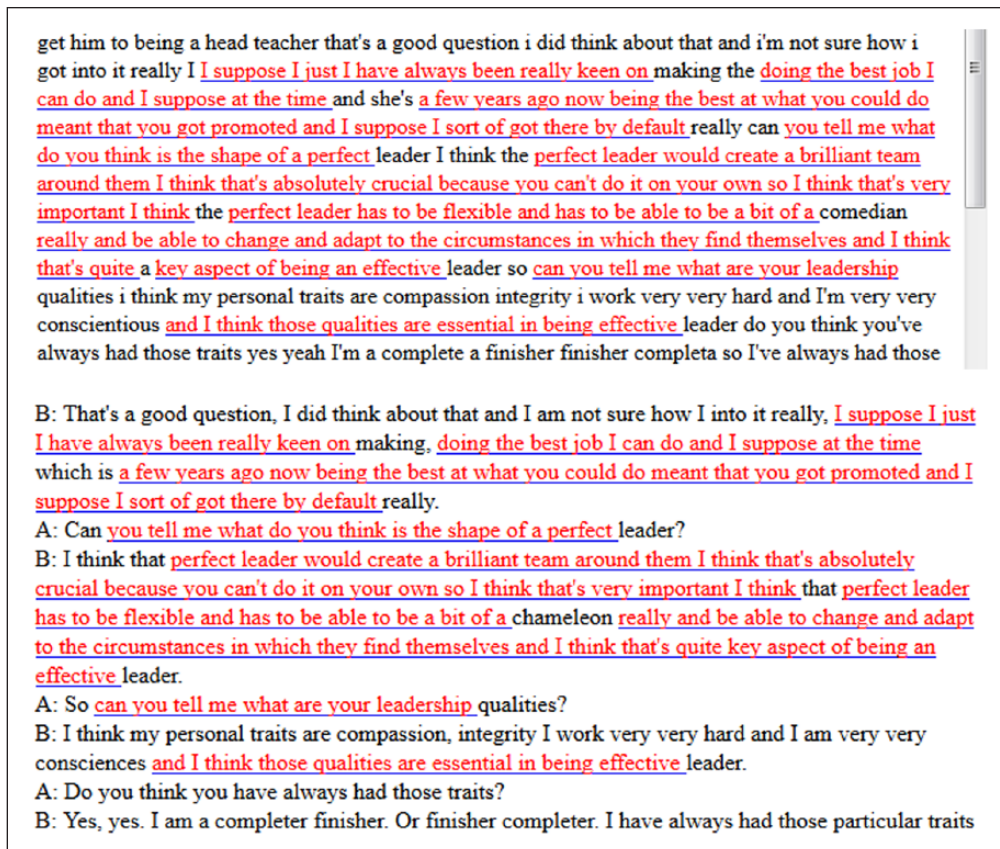 get him to being a head teacher that's a good question i did think about that and i'm not sure how i
got into it really I I suppose I just I have always been really keen on making the doing the best job I
can do and I suppose at the time and she's a few years ago now being the best at what you could do
meant that you got promoted and I suppose I sort of got there by default really can you tell me what
do you think is the shape of a perfect leader I think the perfect leader would create a brilliant team
around them I think that's absolutely crucial because you can't do it on your own so I think that's very
important I think the perfect leader has to be flexible and has to be able to be a bit of a comedian
really and be able to change and adapt to the circumstances in which they find themselves and I think
that's quite a key aspect of being an effective leader so can you tell me what are your leadership
qualities i think my personal traits are compassion integrity i work very very hard and I'm very very
conscientious and I think those qualities are essential in being effective leader do you think you've
always had those traits yes yeah I'm a complete a finisher finisher completa so I've always had those
B: That's a good question, I did think about that and I am not sure how I into it really, I suppose I just
I have always been really keen on making, doing the best job I can do and I suppose at the time
which is a few years ago now being the best at what you could do meant that you got promoted and I
suppose I sort of got there by default really.
A: Can you tell me what do you think is the shape of a perfect leader?
B: I think that perfect leader would create a brilliant team around them I think that's absolutely
crucial because you can't do it on your own so I think that's very important I think that perfect leader
has to be flexible and has to be able to be a bit of a chameleon really and be able to change and adapt
to the circumstances in which they find themselves and I think that's quite key aspect of being an
effective leader.
A: So can you tell me what are your leadership qualities?
B: I think my personal traits are compassion, integrity I work very very hard and I am very very
consciences and I think those qualities are essential in being effective leader.
A: Do you think you have always had those traits?
B: Yes, yes. I am a completer finisher. Or finisher completer. I have always had those particular traits